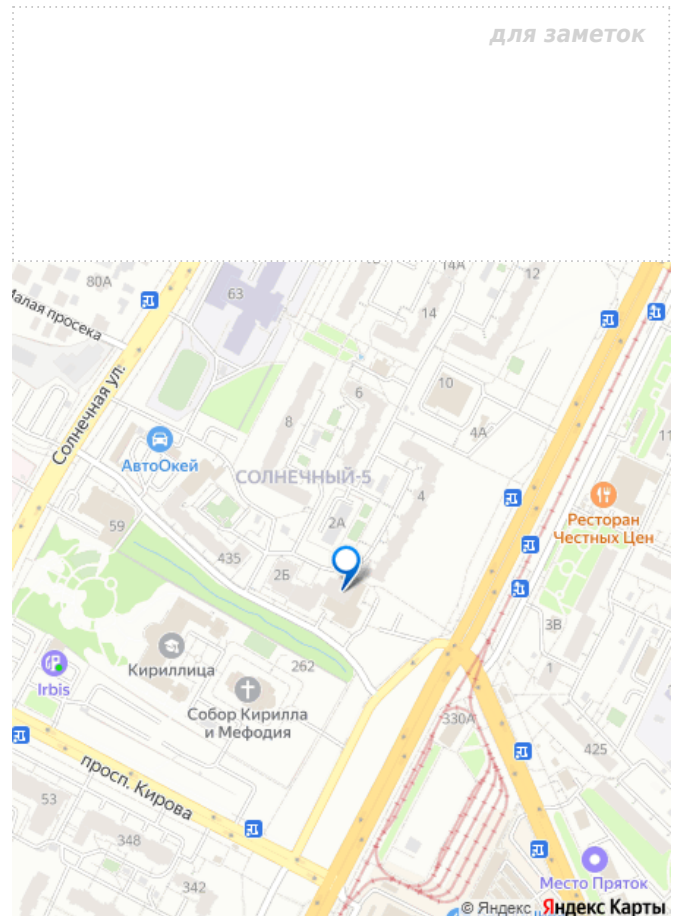 для заметок
14А
12
80А
63
Малая просека
14
Солнечная ул.
6
10
8
4А
11
АвтоОкей
СОЛНЕЧНЫЙ-5
4
Ресторан
Честных Цен
2А
59
435
2Б
3В
1
Кириллица
262
Irbis
Собор Кирилла
и Мефодия
330А
425
просп. Кирова
53
348
342
Место Пряток
© Яндекс Яндекс Карты